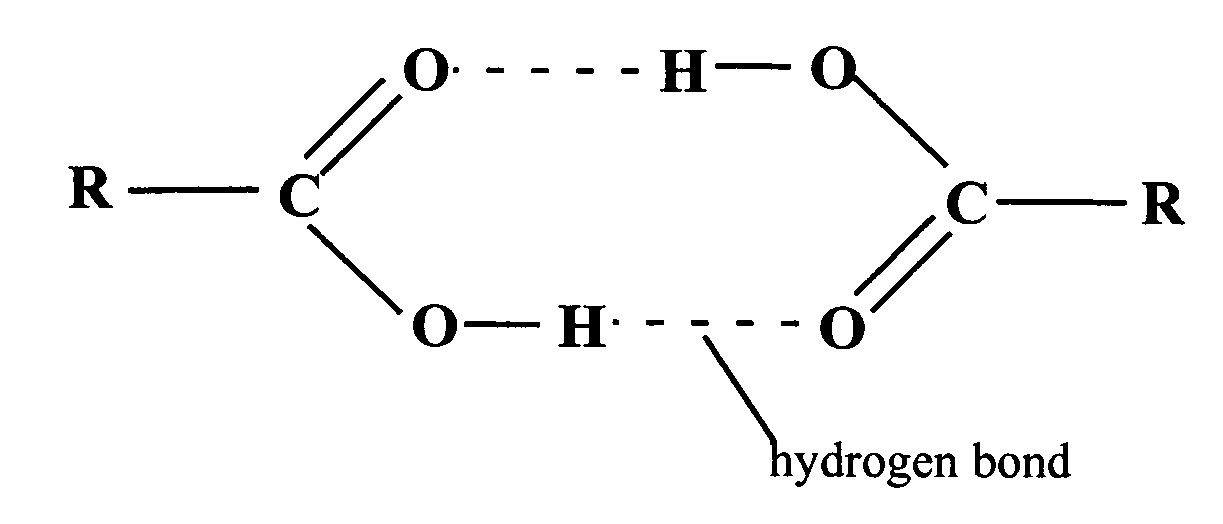 O H O
R C C R
O H O
hydrogen bond